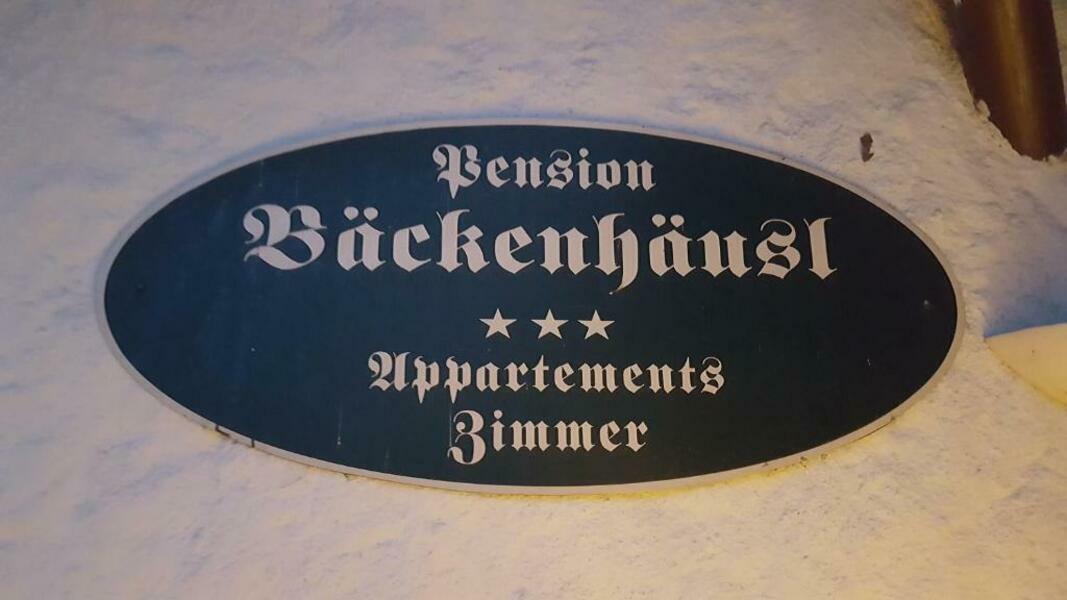 Pension
Bäckenhäusl
★ ★ ★
Appartements
Zimmer